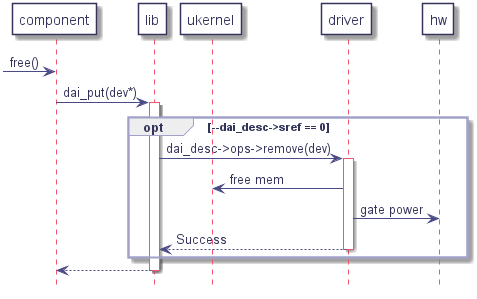 component lib ukernel driver hw
free()
dai_put(dev*)
opt [--dai_desc->sref == 0]
dai_desc->ops->remove(dev)
free mem
gate power
Success